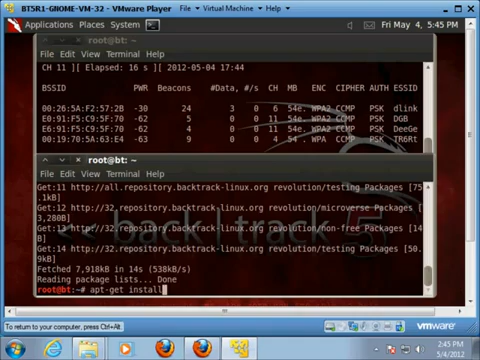 BT5R1-GNOME-VM-32 - VMware Player File Virtual Machine Help
Applications Places System Fri May 4, 5:45 PM
root@bt: ~
File Edit View Terminal Help
CH 11 ][ Elapsed: 16 s ][ 2012-05-04 17:44
BSSID PWR Beacons #Data, #/s CH MB ENC CIPHER AUTH ESSID
00:26:5A:F2:57:2B -30 24 3 0 6 54e. WPA2 CCMP PSK dlink
E0:91:F5:C9:5F:D1 -62 5 0 11 54e. WPA2 CCMP PSK DGB
E6:91:F5:C9:5F:D1 -62 4 0 11 54e. WPA2 CCMP PSK DeeGe
00:19:70:5A:63:E4 -63 9 0 4 54 . WPA CCMP PSK TR6Rt
root@bt: ~
File Edit View Terminal Help
Get:11 http://all.repository.backtrack-linux.org revolution/testing Packages [75
.1kB]
Get:12 http://32.repository.backtrack-linux.org revolution/microverse Packages [
3,280B]
Get:13 http://32.repository.backtrack-linux.org revolution/non-free Packages [14
B]
Get:14 http://32.repository.backtrack-linux.org revolution/testing Packages [50.
9kB]
Fetched 7,918kB in 14s (538kB/s)
Reading package lists... Done
root@bt:~# apt-get install
<< back | track 5
To return to your computer, press Ctrl+Alt.
vmware
2:45 PM
5/4/2012